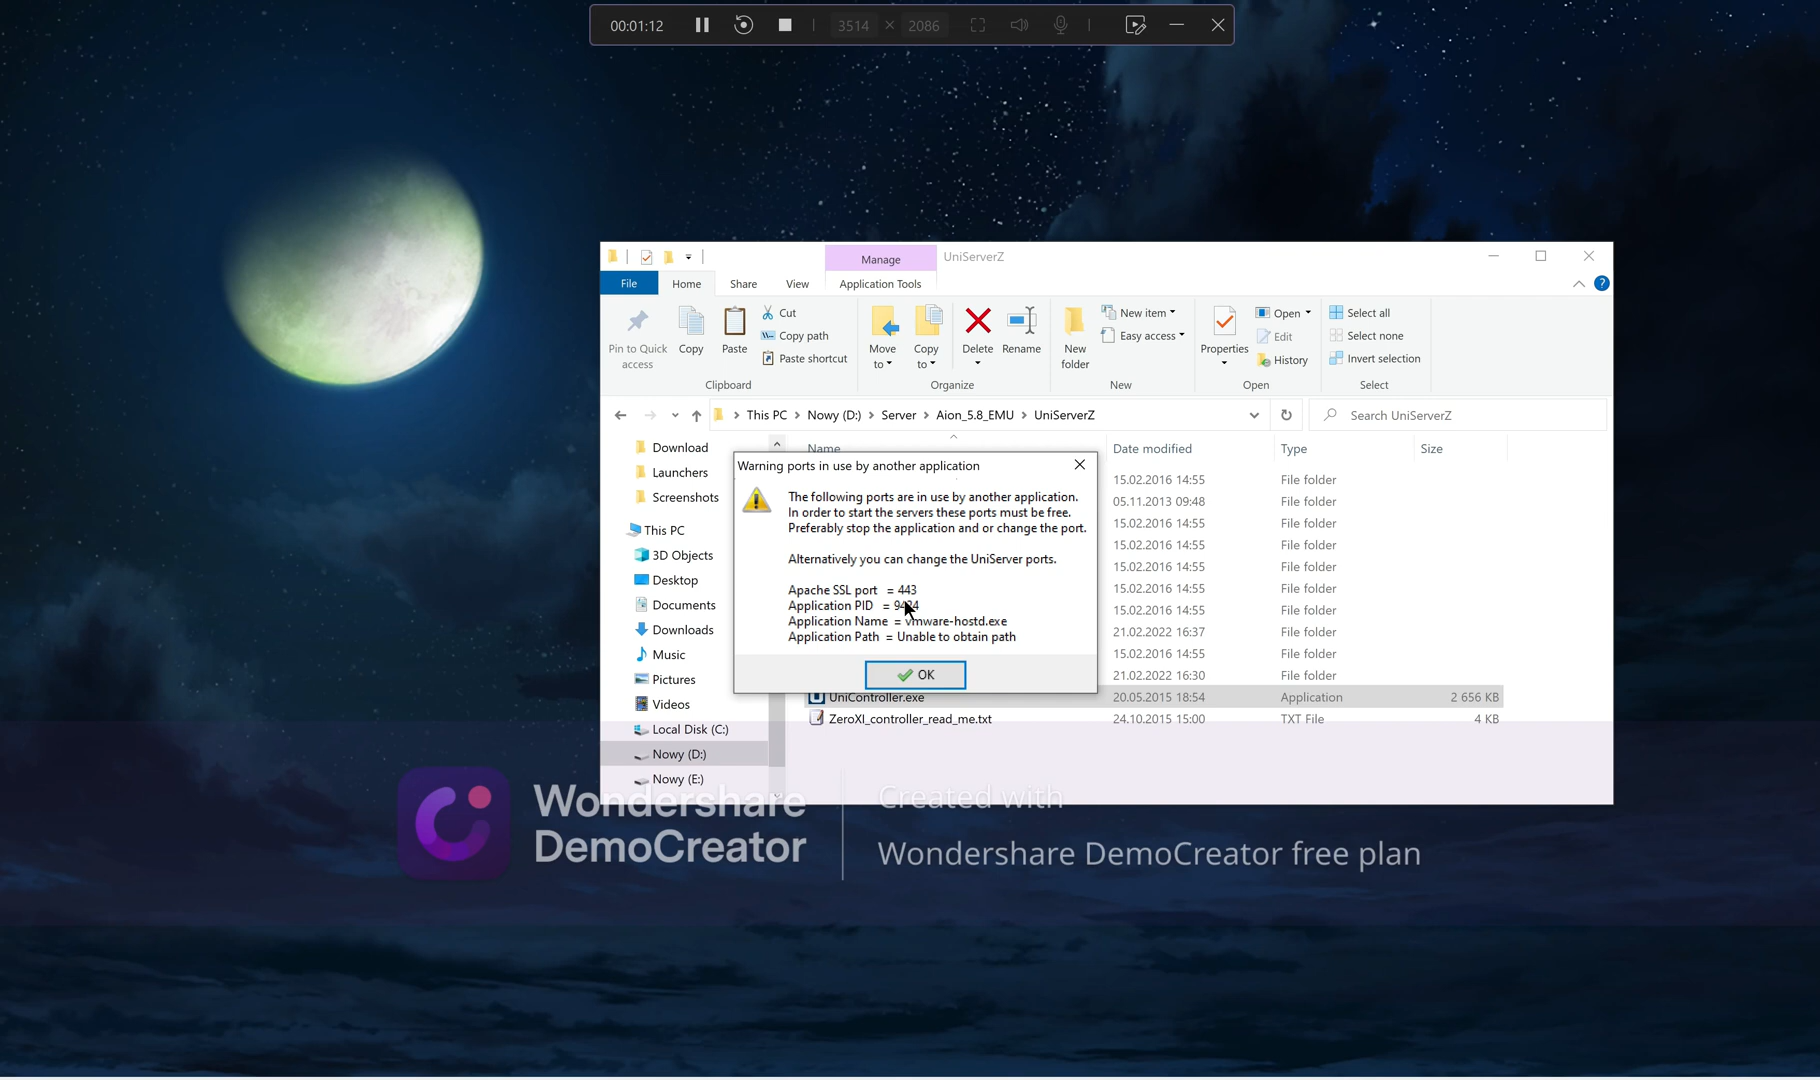 00:01:12
3514 × 2086
Manage
UniServerZ
File
Home
Share
View
Application Tools
Pin to Quick access
Copy
Paste
Cut
Copy path
Paste shortcut
Move to
Copy to
Delete
Rename
New folder
New item
Easy access
Properties
Open
Edit
History
Select all
Select none
Invert selection
Clipboard
Organize
New
Open
Select
This PC
Nowy (D:)
Server
Aion_5.8_EMU
UniServerZ
Search UniServerZ
Download
Launchers
Screenshots
This PC
3D Objects
Desktop
Documents
Downloads
Music
Pictures
Videos
Local Disk (C:)
Nowy (D:)
Nowy (E:)
Name
Date modified
Type
Size
15.02.2016 14:55 File folder
05.11.2013 09:48 File folder
15.02.2016 14:55 File folder
15.02.2016 14:55 File folder
15.02.2016 14:55 File folder
15.02.2016 14:55 File folder
15.02.2016 14:55 File folder
21.02.2022 16:37 File folder
15.02.2016 14:55 File folder
21.02.2022 16:30 File folder
UniController.exe 20.05.2015 18:54 Application 2 656 KB
ZeroXI_controller_read_me.txt 24.10.2015 15:00 TXT File 4 KB
Warning ports in use by another application
The following ports are in use by another application.
In order to start the servers these ports must be free.
Preferably stop the application and or change the port.
Alternatively you can change the UniServer ports.
Apache SSL port = 443
Application PID =
Application Name = vmware-hostd.exe
Application Path = Unable to obtain path
OK
Wondershare
DemoCreator
Created with
Wondershare DemoCreator free plan